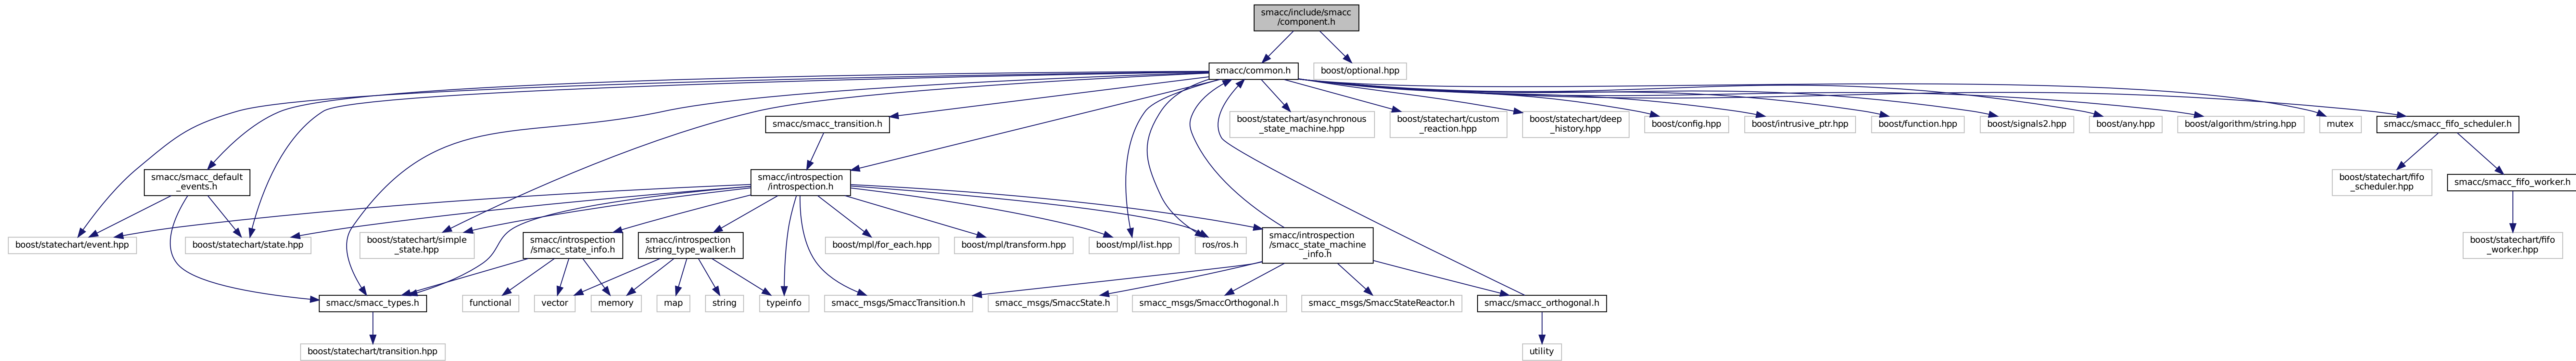 smacc/include/smacc
/component.h
smacc/common.h
boost/optional.hpp
smacc/smacc_transition.h
boost/statechart/asynchronous
_state_machine.hpp
boost/statechart/custom
_reaction.hpp
boost/statechart/deep
_history.hpp
boost/config.hpp
boost/intrusive_ptr.hpp
boost/function.hpp
boost/signals2.hpp
boost/any.hpp
boost/algorithm/string.hpp
mutex
smacc/smacc_fifo_scheduler.h
smacc/smacc_default
_events.h
smacc/introspection
/introspection.h
boost/statechart/fifo
_scheduler.hpp
smacc/smacc_fifo_worker.h
boost/statechart/event.hpp
boost/statechart/state.hpp
boost/statechart/simple
_state.hpp
smacc/introspection
/smacc_state_info.h
smacc/introspection
/string_type_walker.h
boost/mpl/for_each.hpp
boost/mpl/transform.hpp
boost/mpl/list.hpp
ros/ros.h
smacc/introspection
/smacc_state_machine
_info.h
boost/statechart/fifo
_worker.hpp
smacc/smacc_types.h
functional
vector
memory
map
string
typeinfo
smacc_msgs/SmaccTransition.h
smacc_msgs/SmaccState.h
smacc_msgs/SmaccOrthogonal.h
smacc_msgs/SmaccStateReactor.h
smacc/smacc_orthogonal.h
boost/statechart/transition.hpp
utility